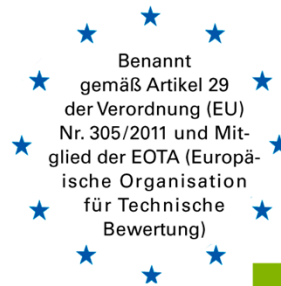 Benannt
gemäß Artikel 29
der Verordnung (EU)
Nr. 305/2011 und Mit-
glied der EOTA (Europä-
ische Organisation
für Technische
Bewertung)